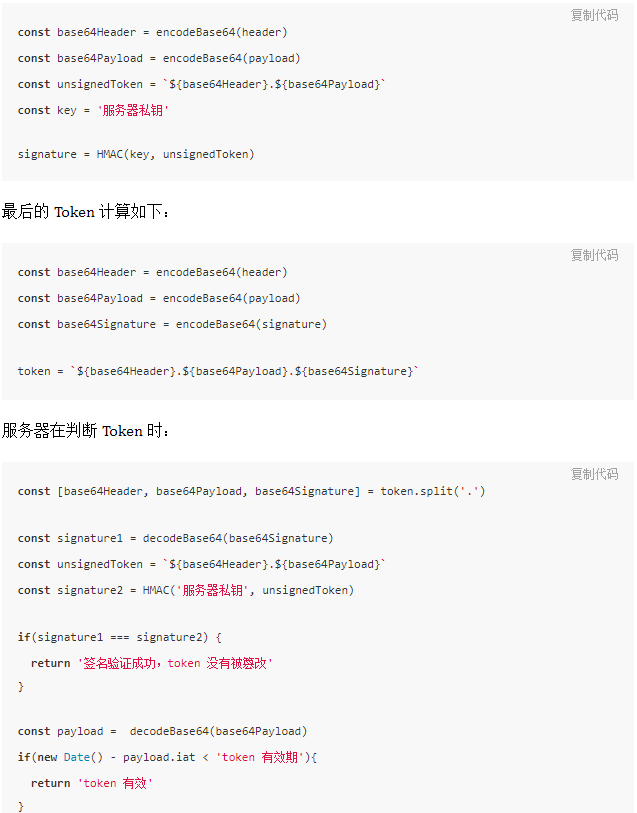 复制代码
const base64Header = encodeBase64(header)
const base64Payload = encodeBase64(payload)
const unsignedToken = `${base64Header}.${base64Payload}`
const key = '服务器私钥'
signature = HMAC(key, unsignedToken)
最后的 Token 计算如下：
复制代码
const base64Header = encodeBase64(header)
const base64Payload = encodeBase64(payload)
const base64Signature = encodeBase64(signature)
token = `${base64Header}.${base64Payload}.${base64Signature}`
服务器在判断 Token 时：
复制代码
const [base64Header, base64Payload, base64Signature] = token.split('.')
const signature1 = decodeBase64(base64Signature)
const unsignedToken = `${base64Header}.${base64Payload}`
const signature2 = HMAC('服务器私钥', unsignedToken)
if(signature1 === signature2) {
  return '签名验证成功，token 没有被篡改'
}
const payload =  decodeBase64(base64Payload)
if(new Date() - payload.iat < 'token 有效期'){
  return 'token 有效'
}